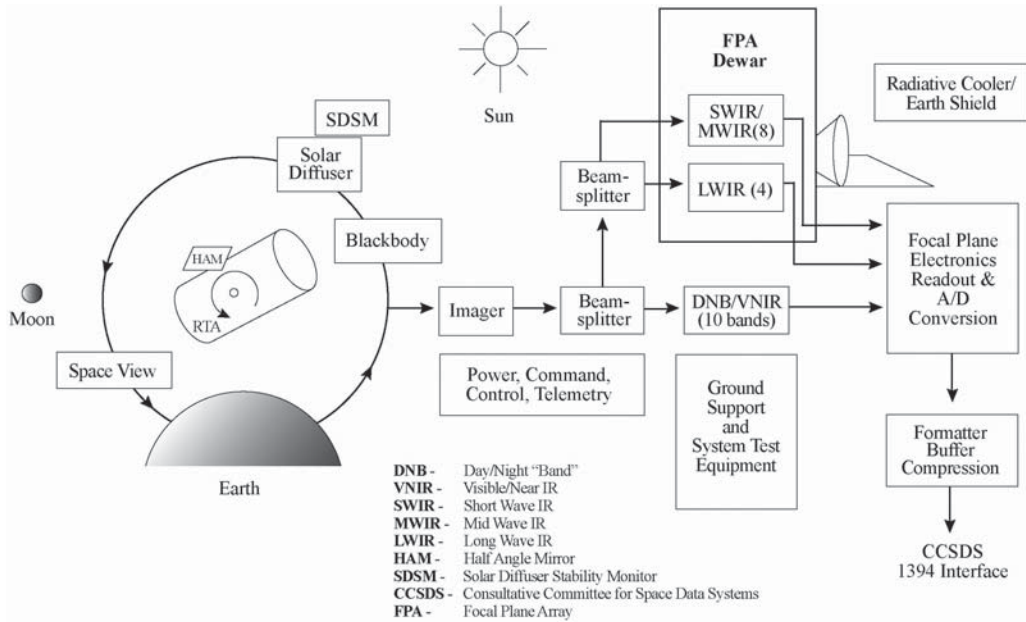 SDSM
Solar
Diffuser
Blackbody
HAM
RTA
Moon
Space View
Earth
Sun
Imager
Beam-
splitter
Beam-
splitter
FPA
Dewar
SWIR/
MWIR(8)
LWIR (4)
DNB/VNIR
(10 bands)
Radiative Cooler/
Earth Shield
Focal Plane
Electronics
Readout &
A/D
Conversion
Power, Command,
Control, Telemetry
Ground
Support
and
System Test
Equipment
Formatter
Buffer
Compression
CCSDS
1394 Interface
DNB - Day/Night “Band”
VNIR - Visible/Near IR
SWIR - Short Wave IR
MWIR - Mid Wave IR
LWIR - Long Wave IR
HAM - Half Angle Mirror
SDSM - Solar Diffuser Stability Monitor
CCSDS - Consultative Committee for Space Data Systems
FPA - Focal Plane Array